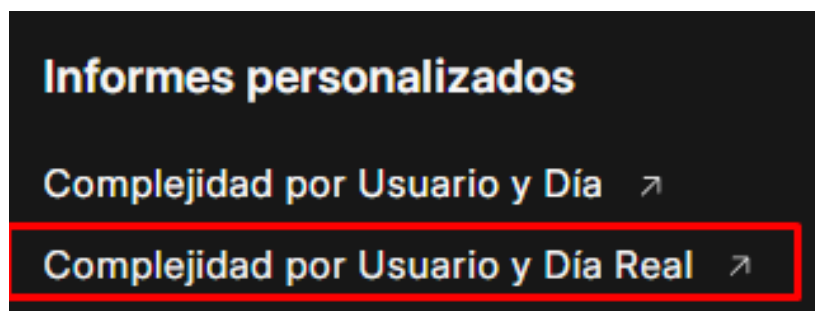 Informes personalizados
Complejidad por Usuario y Día ↗
Complejidad por Usuario y Día Real ↗